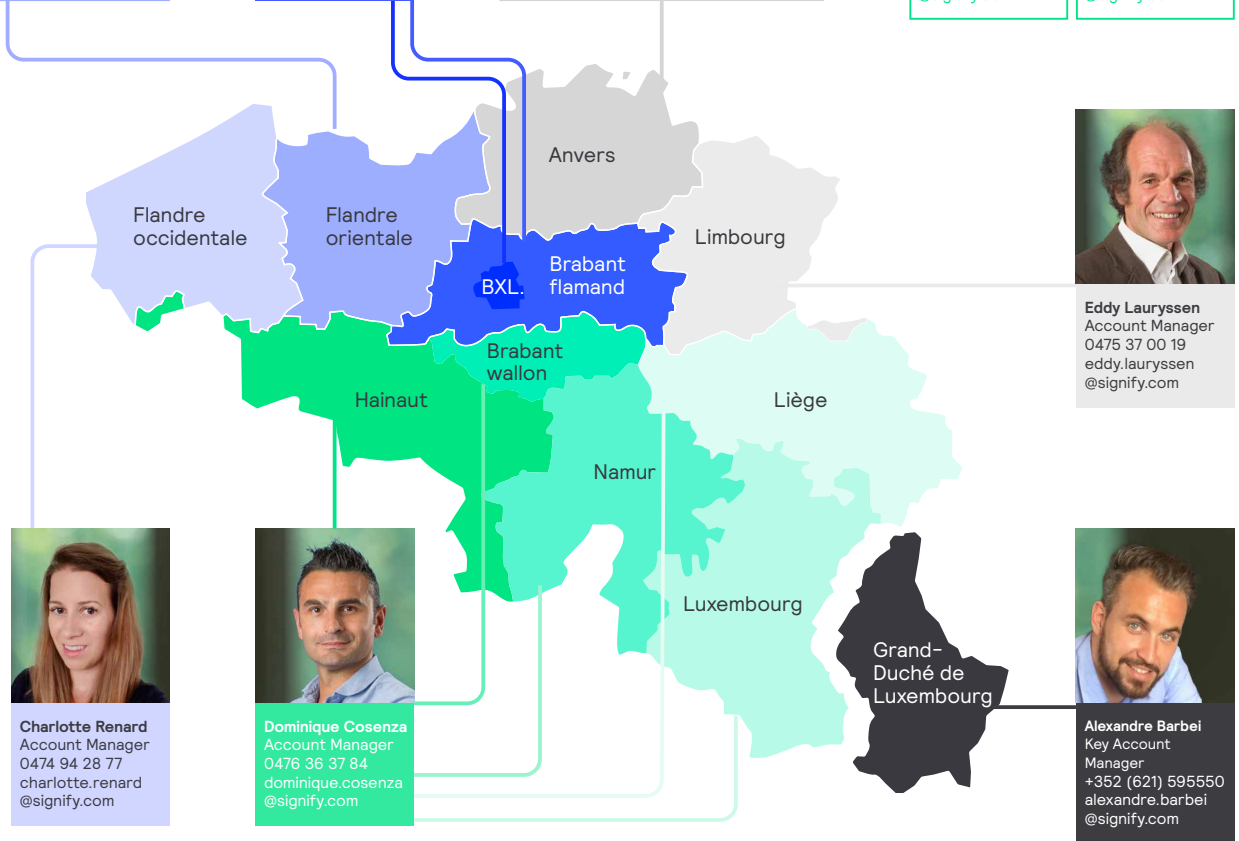 Anvers
Flandre
occidentale
Flandre
orientale
Limbourg
BXL.
Brabant
flamand
Brabant
wallon
Hainaut
Liège
Namur
Luxembourg
Grand-
Duché de
Luxembourg
Eddy Lauryssen
Account Manager
0475 37 00 19
eddy.lauryssen
@signify.com
Charlotte Renard
Account Manager
0474 94 28 77
charlotte.renard
@signify.com
Dominique Cosenza
Account Manager
0476 36 37 84
dominique.cosenza
@signify.com
Alexandre Barbei
Key Account
Manager
+352 (621) 595550
alexandre.barbei
@signify.com